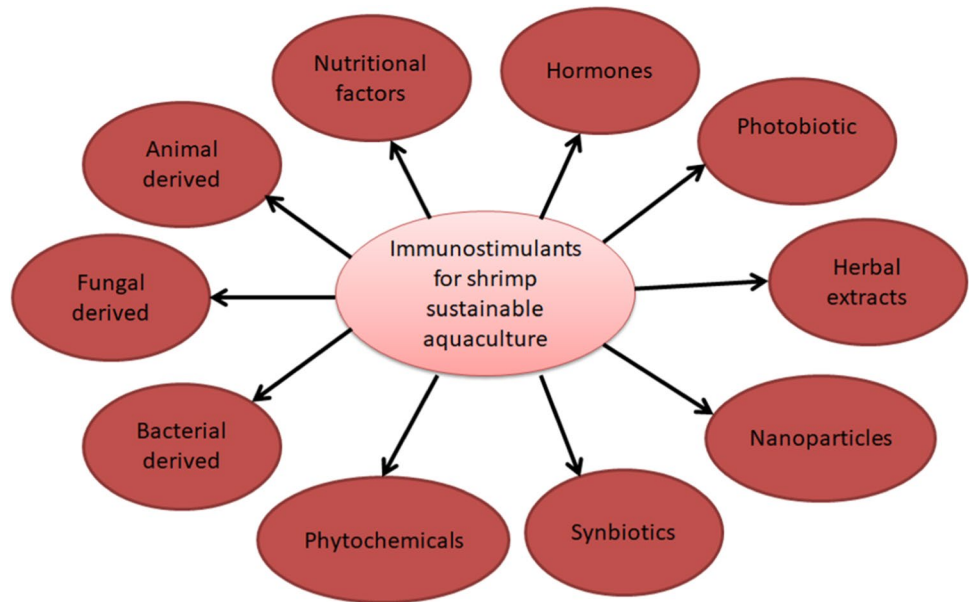 Nutritional
factors
Hormones
Photobiotic
Animal
derived
Immunostimulants
for shrimp
sustainable
aquaculture
Herbal
extracts
Fungal
derived
Bacterial
derived
Nanoparticles
Phytochemicals
Synbiotics